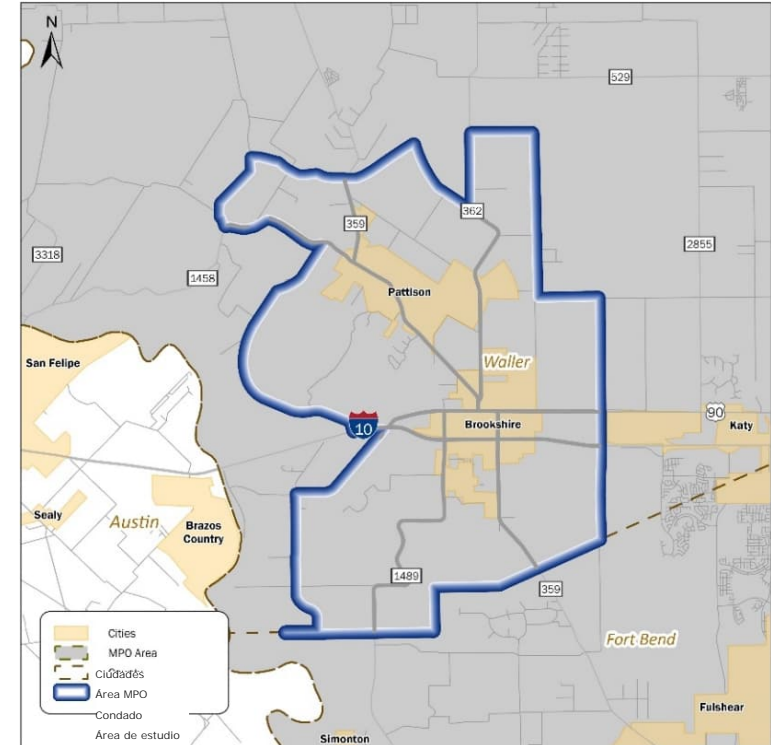 N
529
359
362
2855
3318
1458
Pattison
San Felipe
Waller
10
90
Brookshire
Katy
Sealy
Austin
Brazos
Country
1489
359
Fort Bend
Fulshear
Simonton
Cities
MPO Area
Ciudades
Área MPO
Condado
Área de estudio